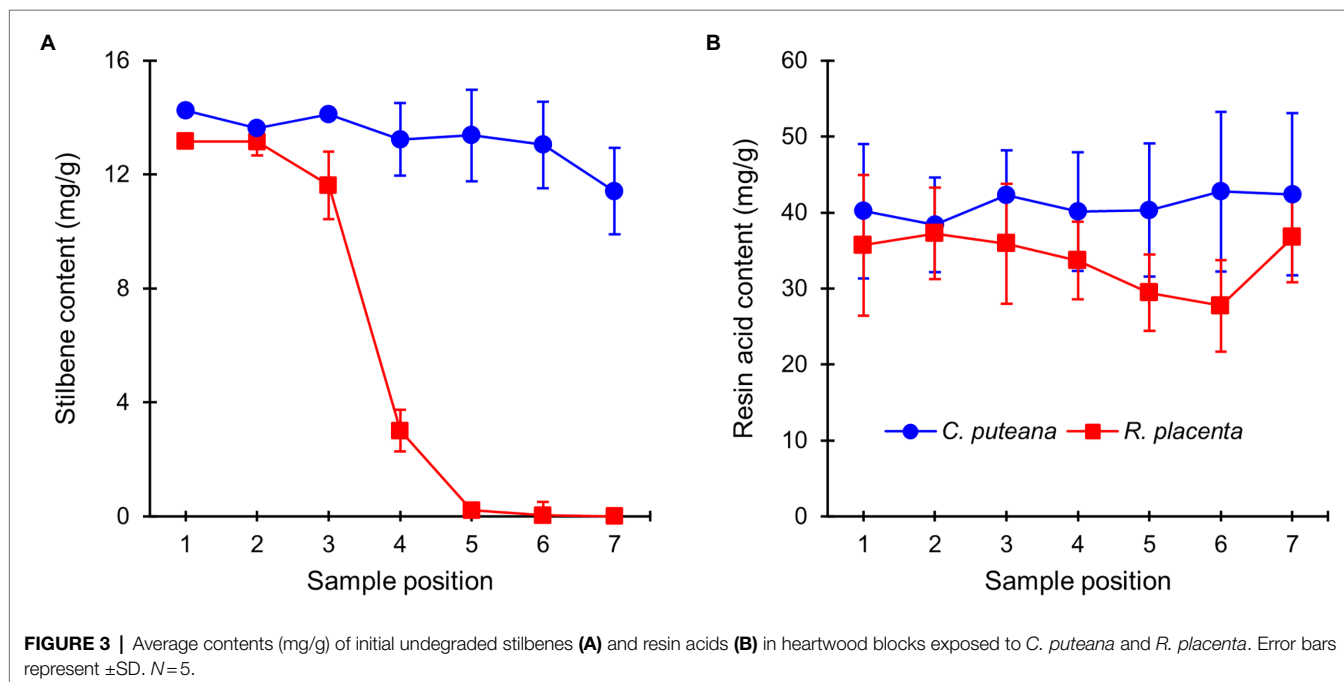 A
Stilbene content (mg/g)
16
12
8
4
0
1 2 3 4 5 6 7
Sample position
B
Resin acid content (mg/g)
60
50
40
30
20
10
0
C. puteana R. placenta
1 2 3 4 5 6 7
Sample position
FIGURE 3 | Average contents (mg/g) of initial undegraded stilbenes (A) and resin acids (B) in heartwood blocks exposed to C. puteana and R. placenta. Error bars
represent ±SD. N=5.